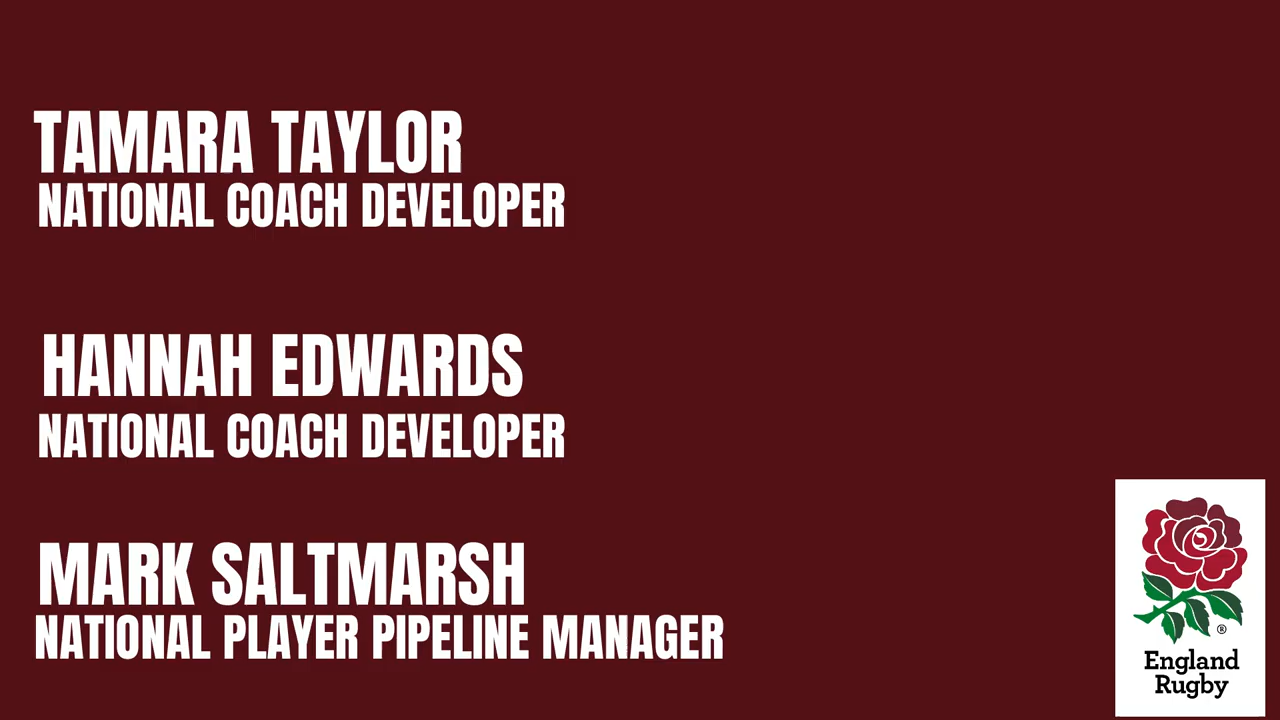 TAMARA TAYLOR
NATIONAL COACH DEVELOPER
HANNAH EDWARDS
NATIONAL COACH DEVELOPER
MARK SALTMARSH
NATIONAL PLAYER PIPELINE MANAGER
®
England
Rugby